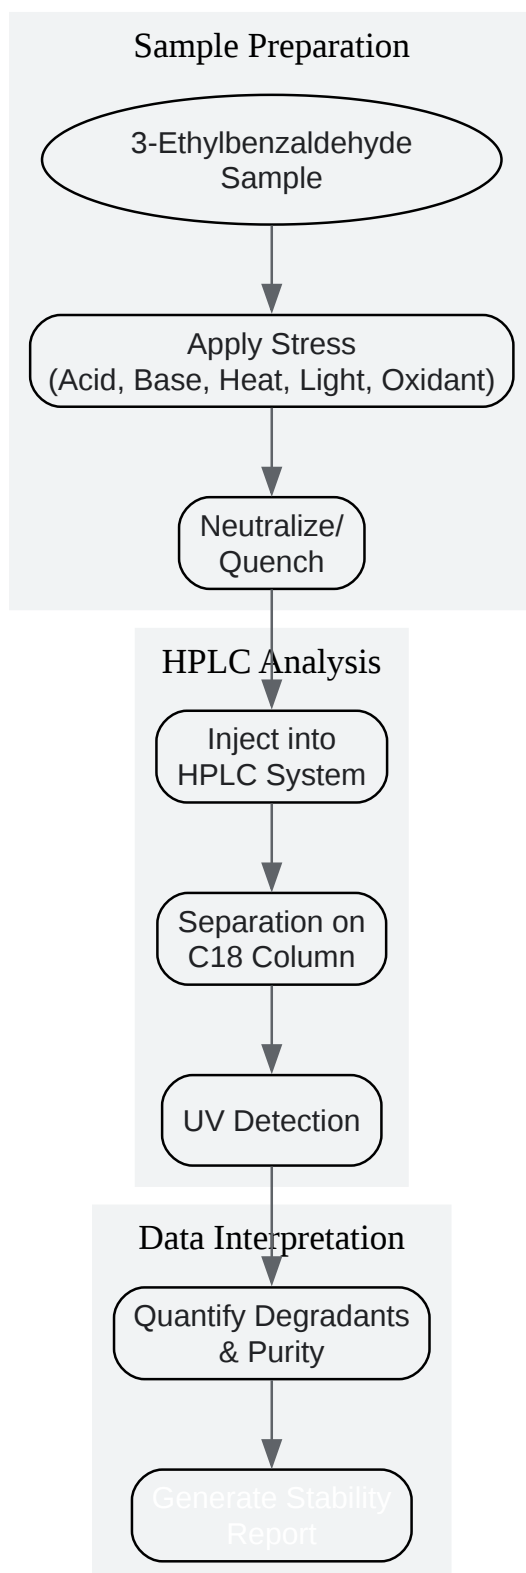 Sample Preparation
3-Ethylbenzaldehyde
Sample
Apply Stress
(Acid, Base, Heat, Light, Oxidant)
Neutralize/
Quench
HPLC Analysis
Inject into
HPLC System
Separation on
C18 Column
UV Detection
Data Interpretation
Quantify Degradants
& Purity
Generate Stability
Report